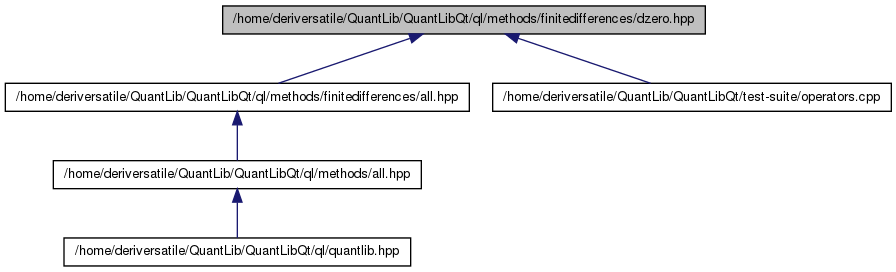 /home/deriversatile/QuantLib/QuantLibQt/ql/methods/finitedifferences/dzero.hpp
/home/deriversatile/QuantLib/QuantLibQt/ql/methods/finitedifferences/all.hpp
/home/deriversatile/QuantLib/QuantLibQt/test-suite/operators.cpp
/home/deriversatile/QuantLib/QuantLibQt/ql/methods/all.hpp
/home/deriversatile/QuantLib/QuantLibQt/ql/quantlib.hpp